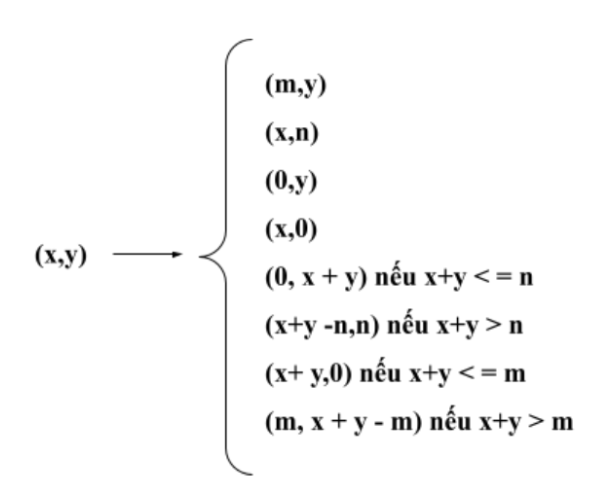 (m,y)
(x,n)
(0,y)
(x,0)
(x,y)
(0, x + y) nếu x+y < = n
(x+y -n,n) nếu x+y > n
(x+ y,0) nếu x+y < = m
(m, x + y - m) nếu x+y > m